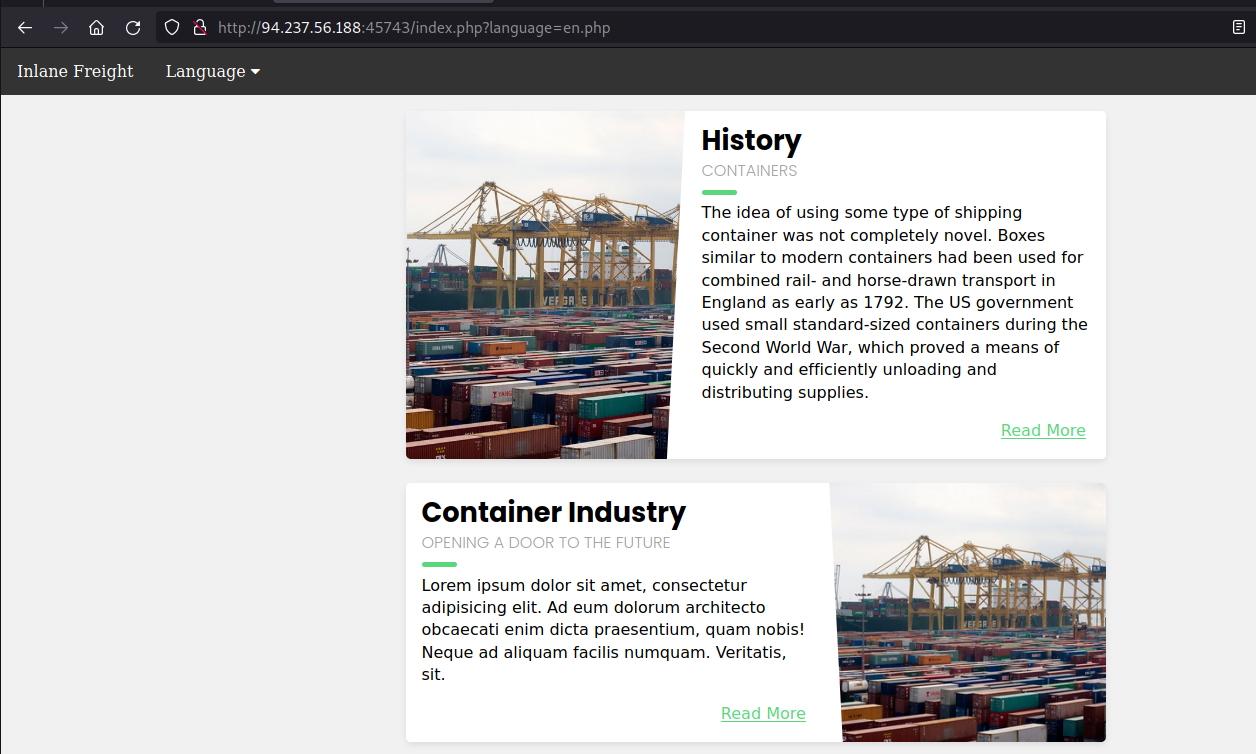 http://94.237.56.188:45743/index.php?language=en.php
Inlane Freight Language
History
CONTAINERS
The idea of using some type of shipping
container was not completely novel. Boxes
similar to modern containers had been used for
combined rail- and horse-drawn transport in
England as early as 1792. The US government
used small standard-sized containers during the
Second World War, which proved a means of
quickly and efficiently unloading and
distributing supplies.
Read More
Container Industry
OPENING A DOOR TO THE FUTURE
Lorem ipsum dolor sit amet, consectetur
adipisicing elit. Ad eum dolorum architecto
obcaecati enim dicta praesentium, quam nobis!
Neque ad aliquam facilis numquam. Veritatis,
sit.
Read More